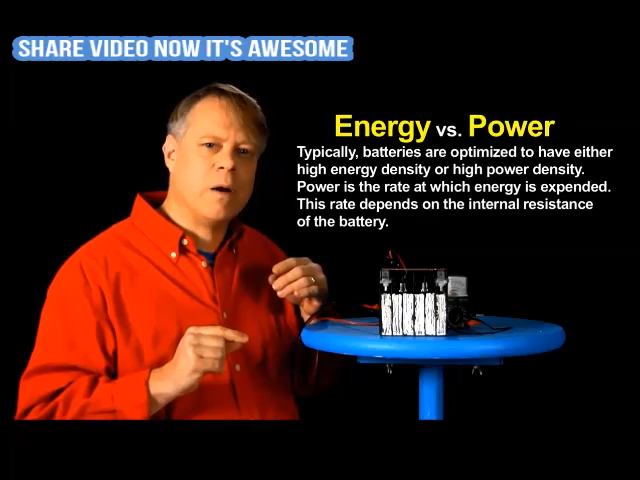 SHARE VIDEO NOW IT'S AWESOME
Energy vs. Power
Typically, batteries are optimized to have either
high energy density or high power density.
Power is the rate at which energy is expended.
This rate depends on the internal resistance
of the battery.